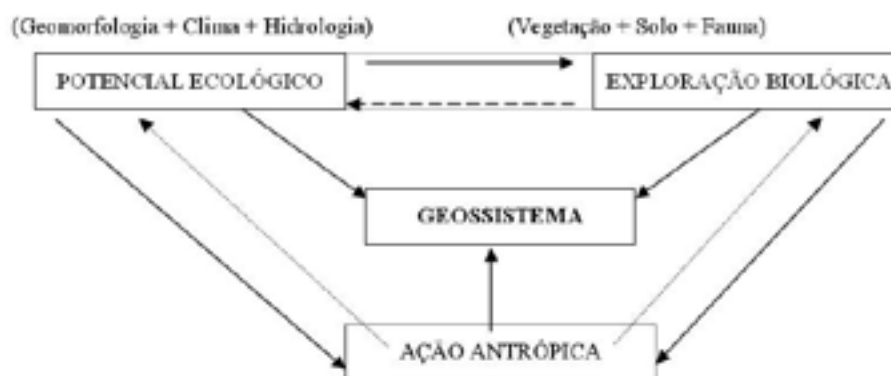 (Geomorfologia + Clima + Hidrologia)
(Vegetação + Solo + Fauna)
POTENCIAL ECOLÓGICO
EXPLORAÇÃO BIOLÓGICA
GEOSSISTEMA
AÇÃO ANTRÓPICA